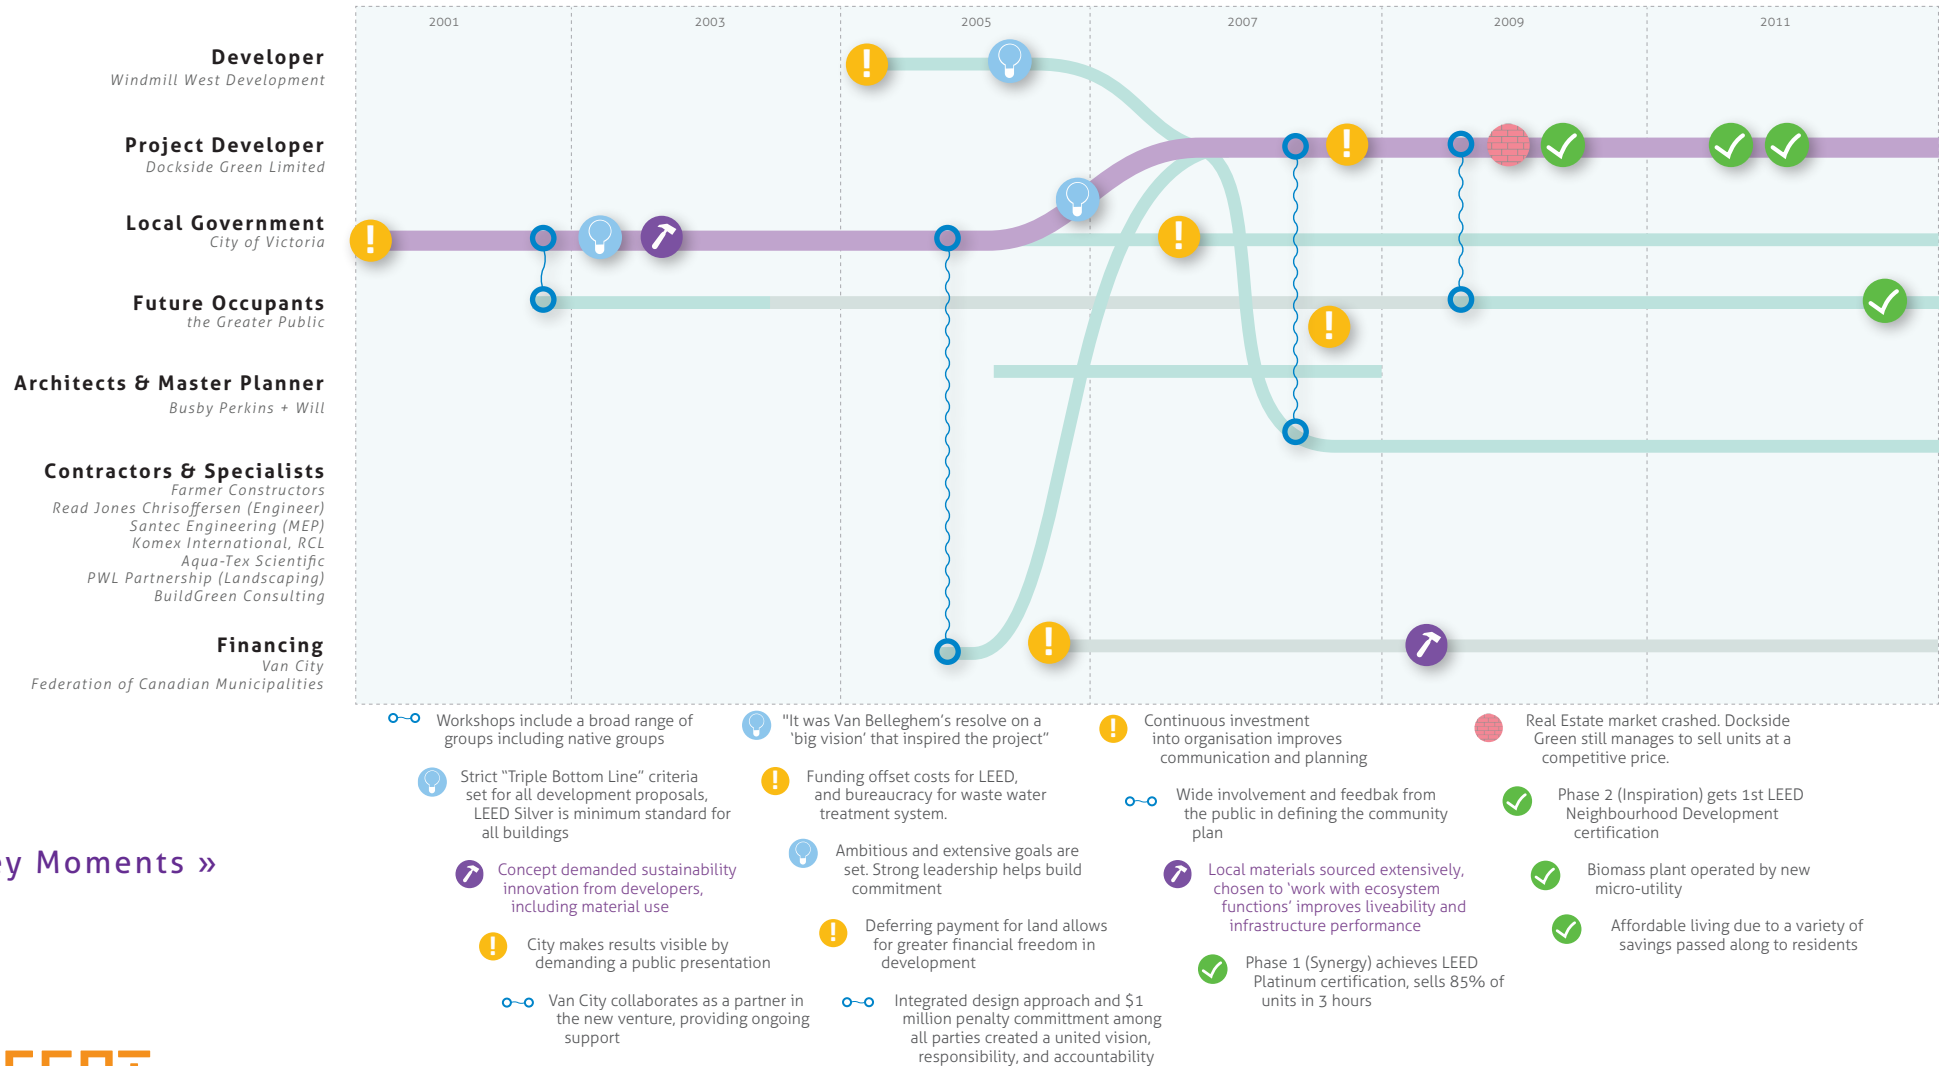 2001 2003 2005 2007 2009 2011
Developer
Windmill West Development
Project Developer
Dockside Green Limited
Local Government
City of Victoria
Future Occupants
the Greater Public
Architects & Master Planner
Busby Perkins + Will
Contractors & Specialists
Farmer Constructors
Read Jones Chrisoffersen (Engineer)
Santec Engineering (MEP)
Komex International, RCL
Aqua-Tex Scientific
PWL Partnership (Landscaping)
BuildGreen Consulting
Financing
Van City
Federation of Canadian Municipalities
ey Moments »
Workshops include a broad range of
groups including native groups
Strict “Triple Bottom Line” criteria
set for all development proposals,
LEED Silver is minimum standard for
all buildings
Concept demanded sustainability
innovation from developers,
including material use
City makes results visible by
demanding a public presentation
Van City collaborates as a partner in
the new venture, providing ongoing
support
"It was Van Belleghem’s resolve on a
‘big vision’ that inspired the project”
Funding offset costs for LEED,
and bureaucracy for waste water
treatment system.
Ambitious and extensive goals are
set. Strong leadership helps build
commitment
Deferring payment for land allows
for greater financial freedom in
development
Integrated design approach and $1
million penalty committment among
all parties created a united vision,
responsibility, and accountability
Continuous investment
into organisation improves
communication and planning
Wide involvement and feedbak from
the public in defining the community
plan
Local materials sourced extensively,
chosen to ‘work with ecosystem
functions’ improves liveability and
infrastructure performance
Phase 1 (Synergy) achieves LEED
Platinum certification, sells 85% of
units in 3 hours
Real Estate market crashed. Dockside
Green still manages to sell units at a
competitive price.
Phase 2 (Inspiration) gets 1st LEED
Neighbourhood Development
certification
Biomass plant operated by new
micro-utility
Affordable living due to a variety of
savings passed along to residents